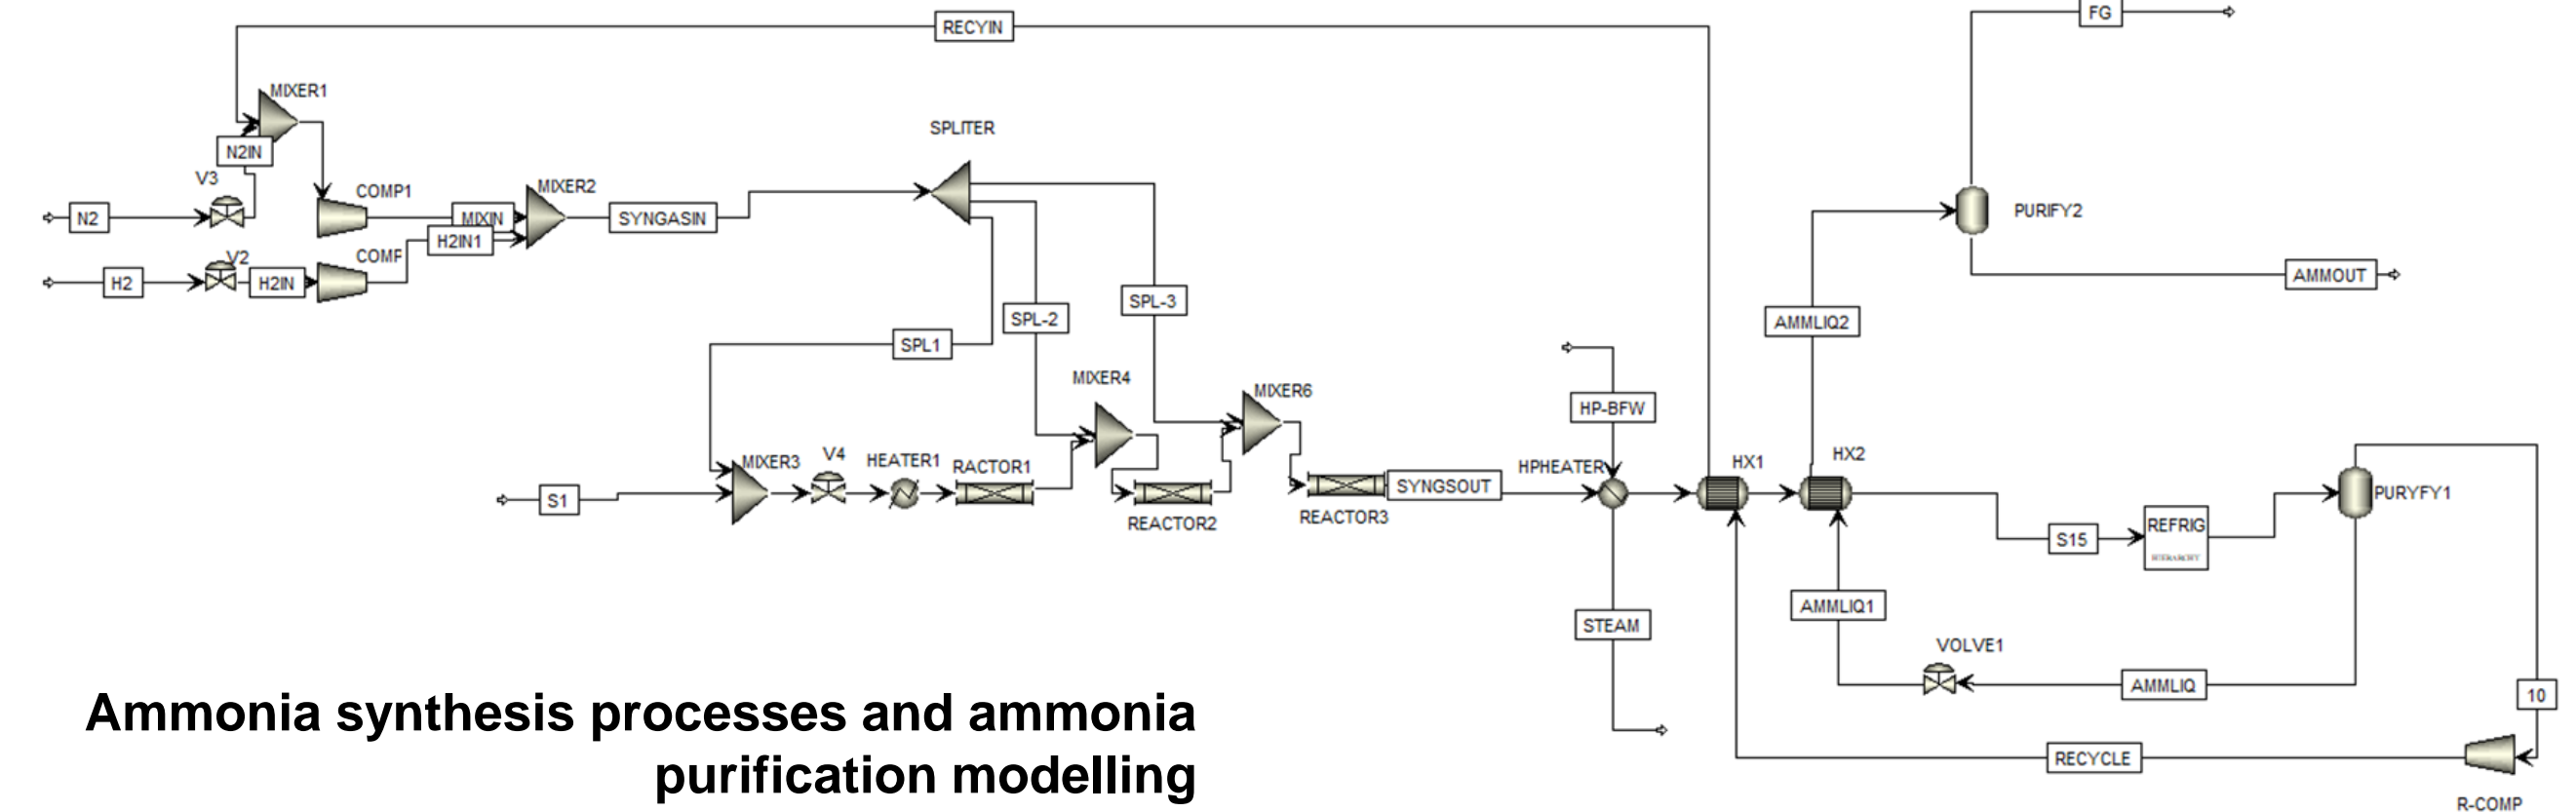 FG
RECYIN
MIXER1
SPLITER
N2IN
V3
COMP1
MIXER2
PURIFY2
N2
MIXIN
SYNGASIN
H2IN1
V2
COMF
AMMOUT
H2
H2IN
SPL-3
SPL-2
AMMLIQ2
SPL1
MIXER4
MIXER6
HP-BFW
MIXER3
V4
HEATER1
RACTOR1
HPHEATER
HX1
HX2
S1
SYNGSOUT
PURYFY1
REACTOR2
REACTOR3
REFRIG
HIERARCHY
S15
AMMLIQ1
STEAM
VOLVE1
AMMLIQ
10
Ammonia synthesis processes and ammonia
purification modelling
RECYCLE
R-COMP